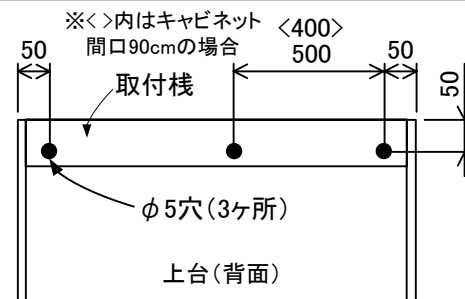 ※< >内はキャビネット
間口90cmの場合
<400>
50
500
50
50
取付桟
φ5穴(3ヶ所)
上台(背面)